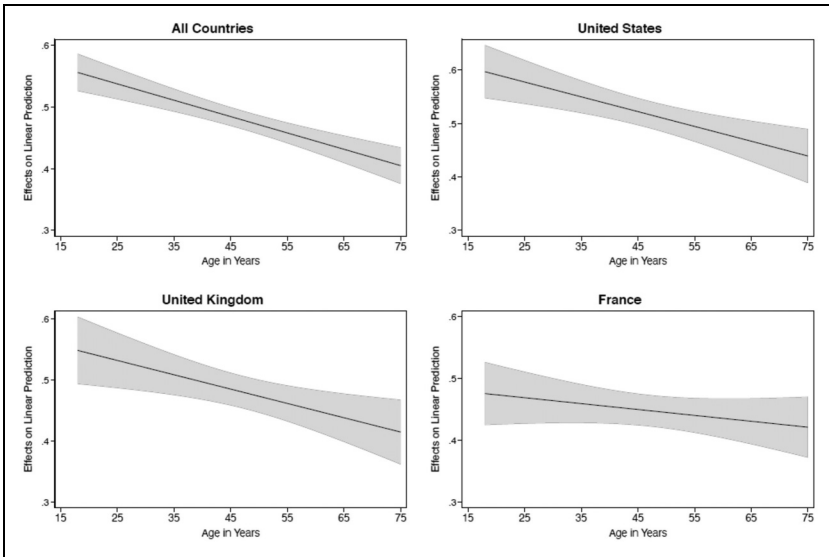 All Countries
Effects on Linear Prediction
.6
.5
.4
.3
15 25 35 45 55 65 75
Age in Years
United States
Effects on Linear Prediction
.6
.5
.4
.3
15 25 35 45 55 65 75
Age in Years
United Kingdom
Effects on Linear Prediction
.6
.5
.4
.3
15 25 35 45 55 65 75
Age in Years
France
Effects on Linear Prediction
.6
.5
.4
.3
15 25 35 45 55 65 75
Age in Years